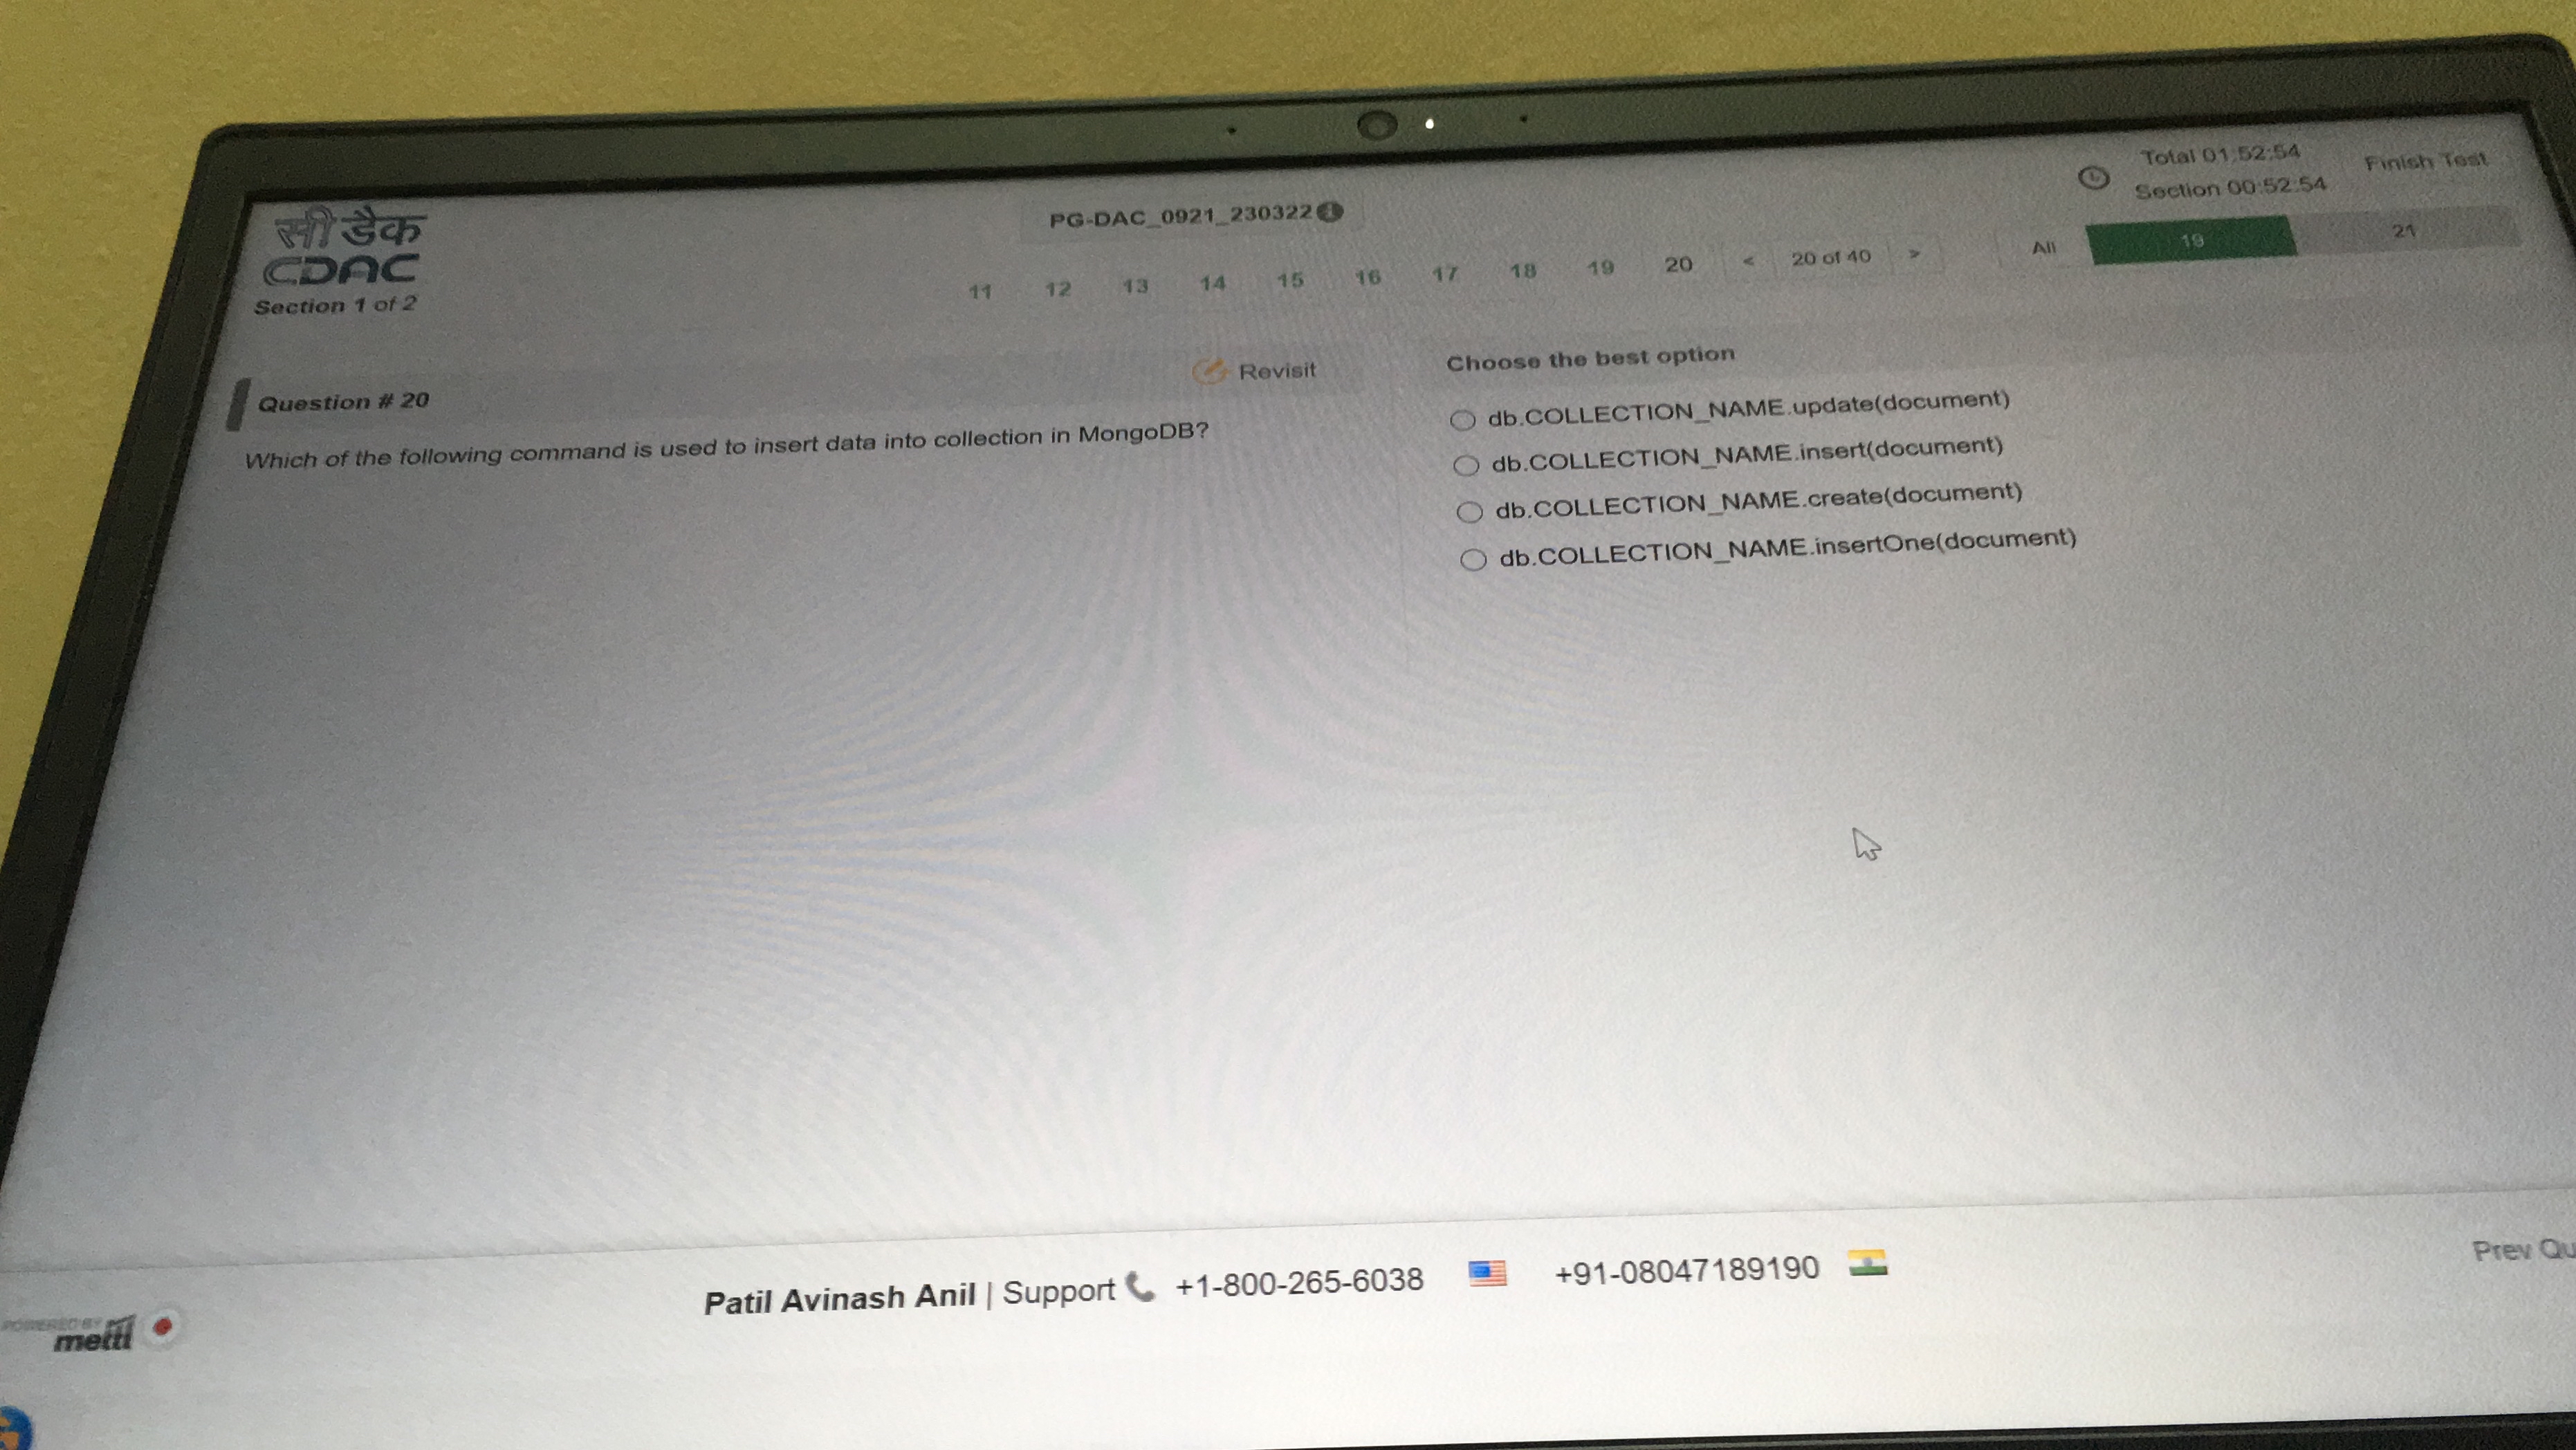 Total 01:52:54
Section 00:52:54
Finish Test
सी डैक
CDAC
Section 1 of 2
PG-DAC_0921_230322
11 12 13 14 15 16 17 18 19 20 < 20 of 40 >
All 19 21
Revisit
Question # 20
Which of the following command is used to insert data into collection in MongoDB?
Choose the best option
db.COLLECTION_NAME.update(document)
db.COLLECTION_NAME.insert(document)
db.COLLECTION_NAME.create(document)
db.COLLECTION_NAME.insertOne(document)
Prev Qu
Patil Avinash Anil | Support +1-800-265-6038 +91-08047189190
POWERED BY
mettl